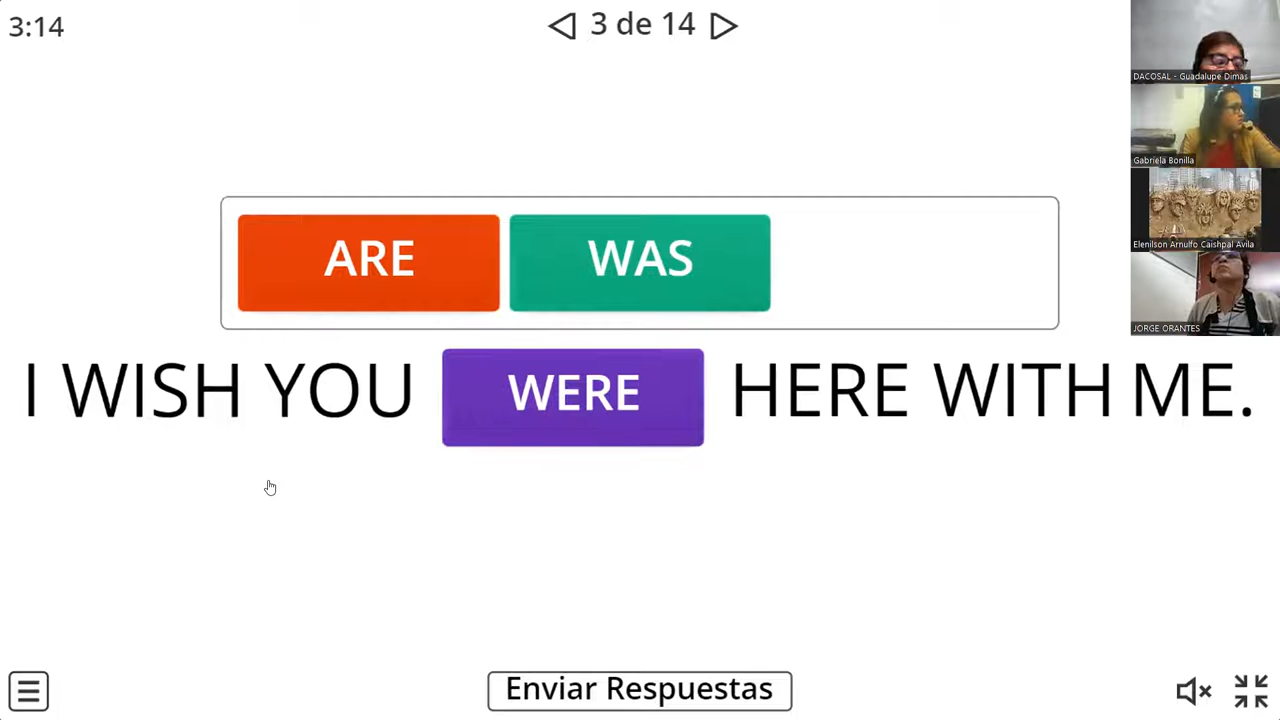 3:14
3 de 14
DACOSAL - Guadalupe Dimas
Gabriela Bonilla
Elenilson Arnulfo Caishpal Avila
JORGE ORANTES
ARE
WAS
I WISH YOU WERE HERE WITH ME.
Enviar Respuestas